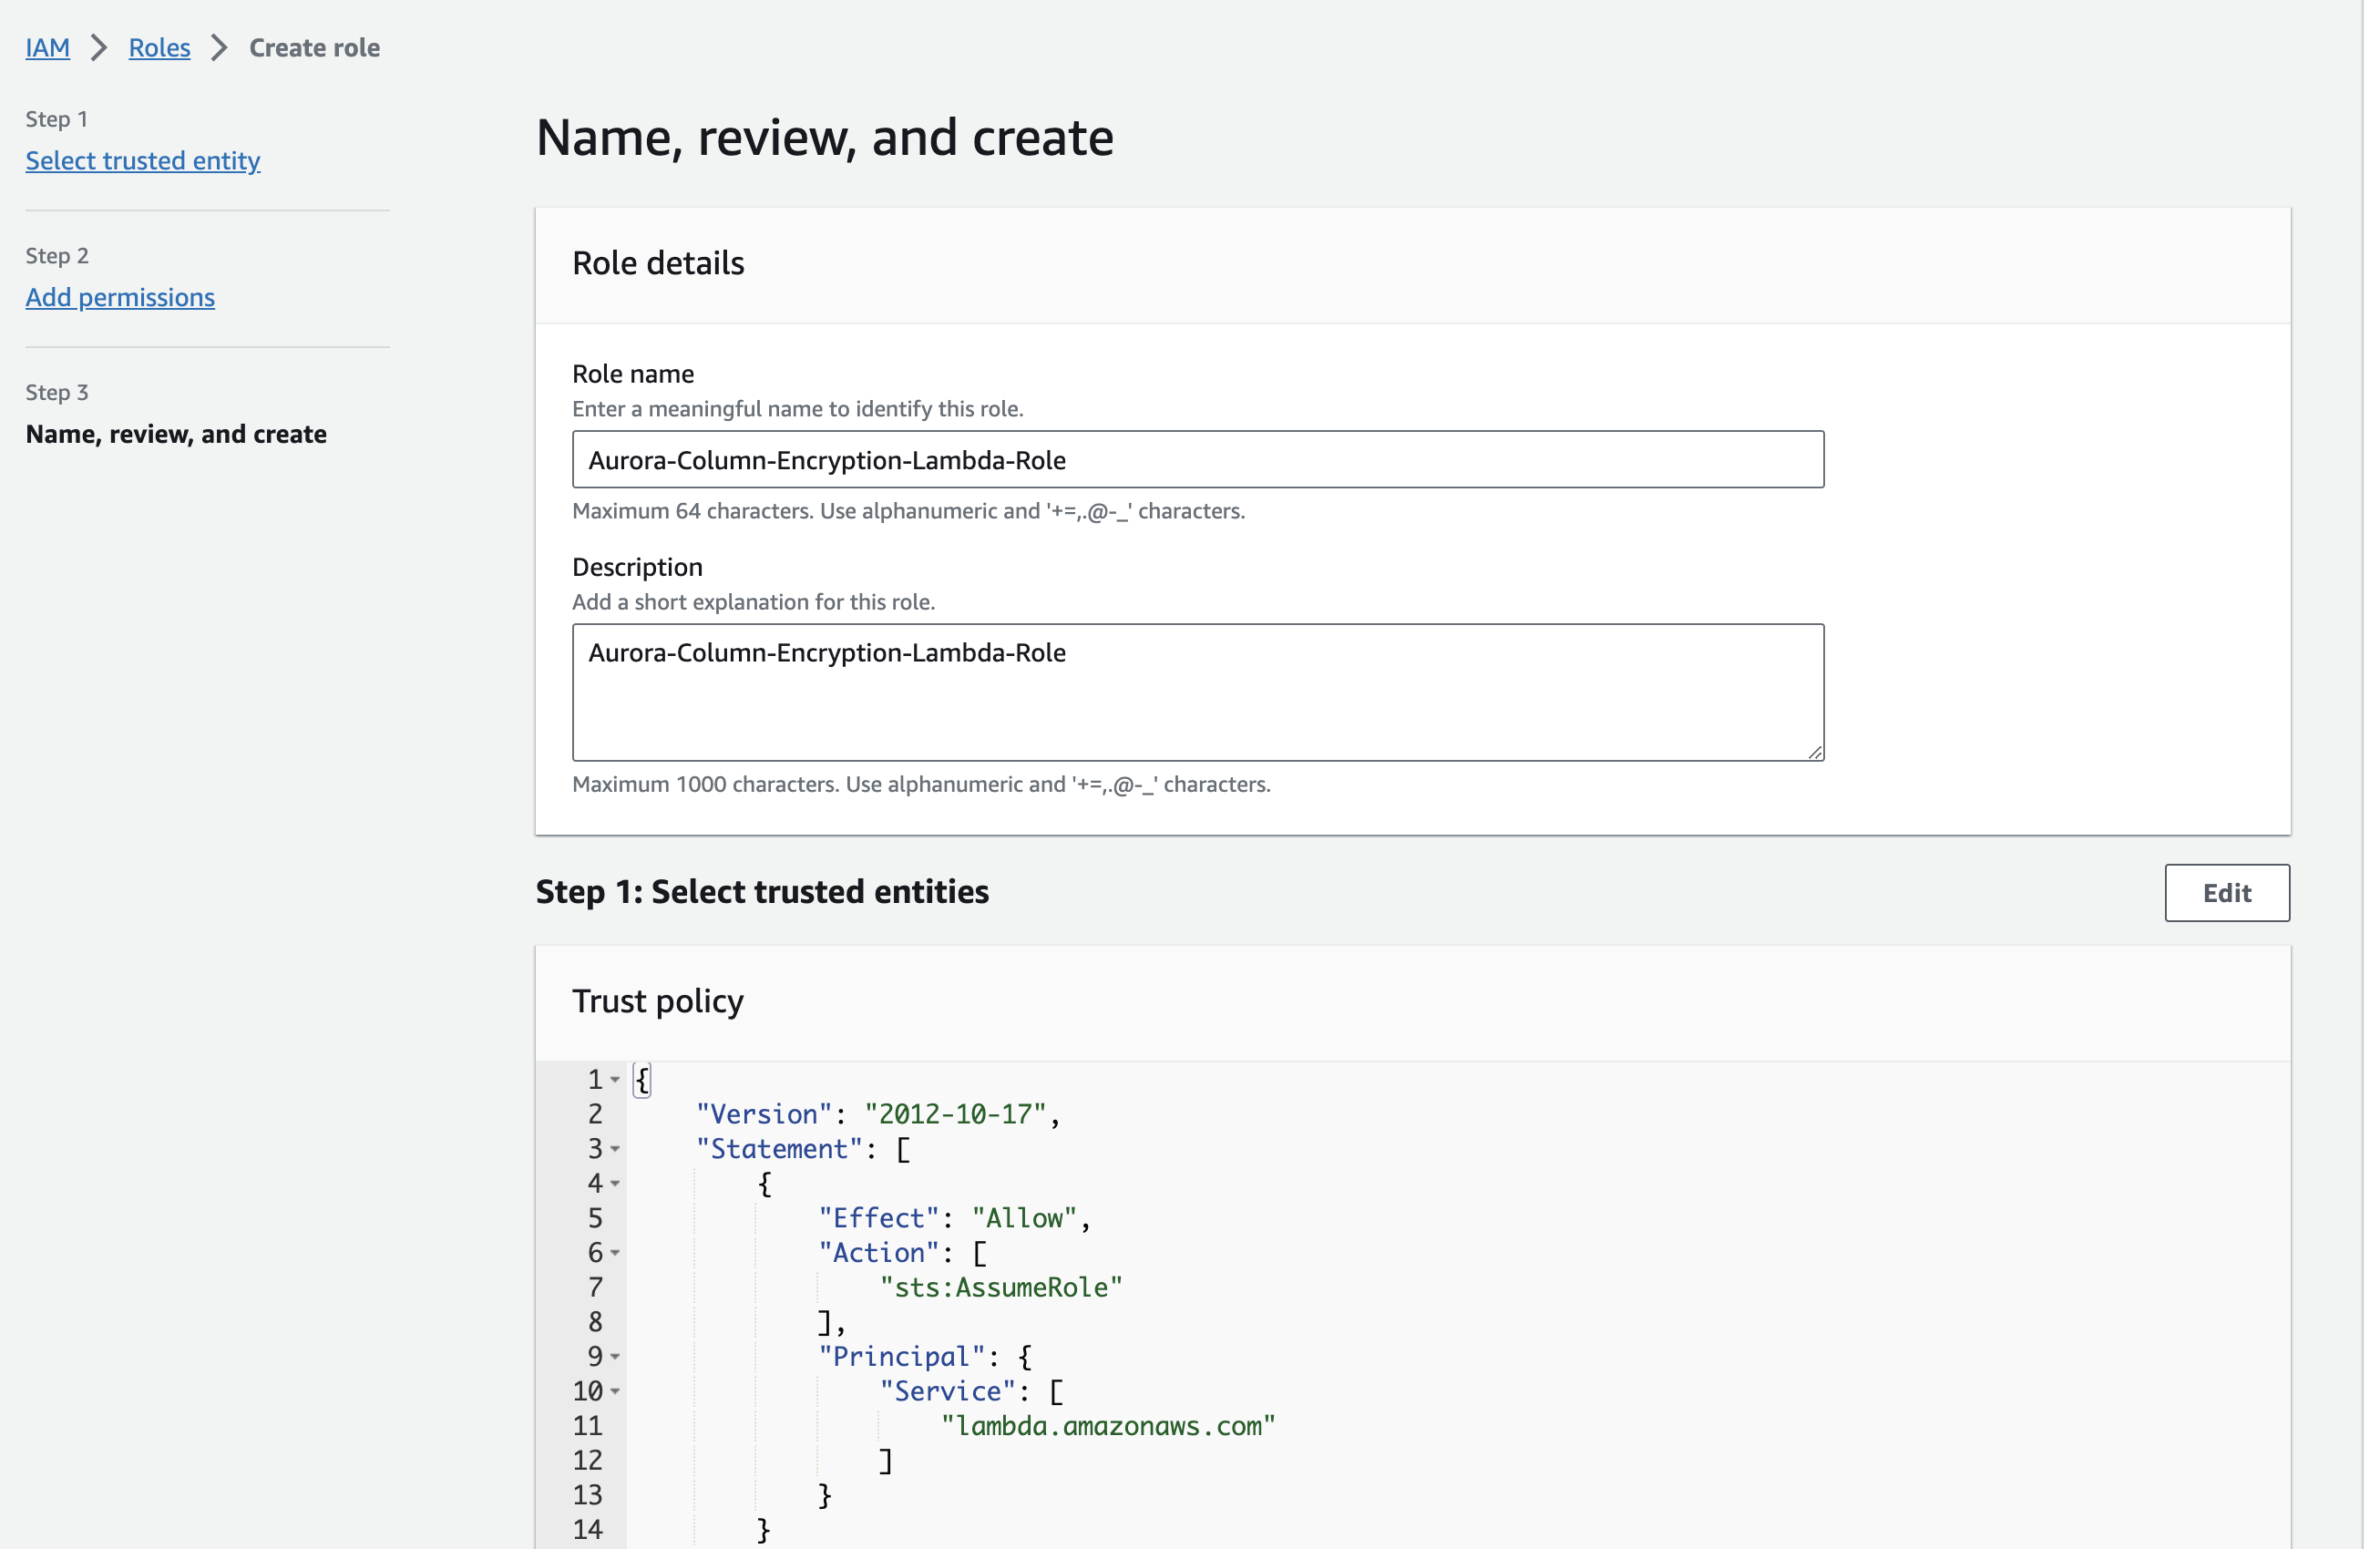 IAM > Roles > Create role
Step 1
Select trusted entity
Step 2
Add permissions
Step 3
Name, review, and create
Name, review, and create
Role details
Role name
Enter a meaningful name to identify this role.
Aurora-Column-Encryption-Lambda-Role
Maximum 64 characters. Use alphanumeric and '+=,.@-_' characters.
Description
Add a short explanation for this role.
Aurora-Column-Encryption-Lambda-Role
Maximum 1000 characters. Use alphanumeric and '+=,.@-_' characters.
Step 1: Select trusted entities
Edit
Trust policy
1 {
2     "Version": "2012-10-17",
3     "Statement": [
4         {
5             "Effect": "Allow",
6             "Action": [
7                 "sts:AssumeRole"
8             ],
9             "Principal": {
10                 "Service": [
11                     "lambda.amazonaws.com"
12                 ]
13             }
14         }